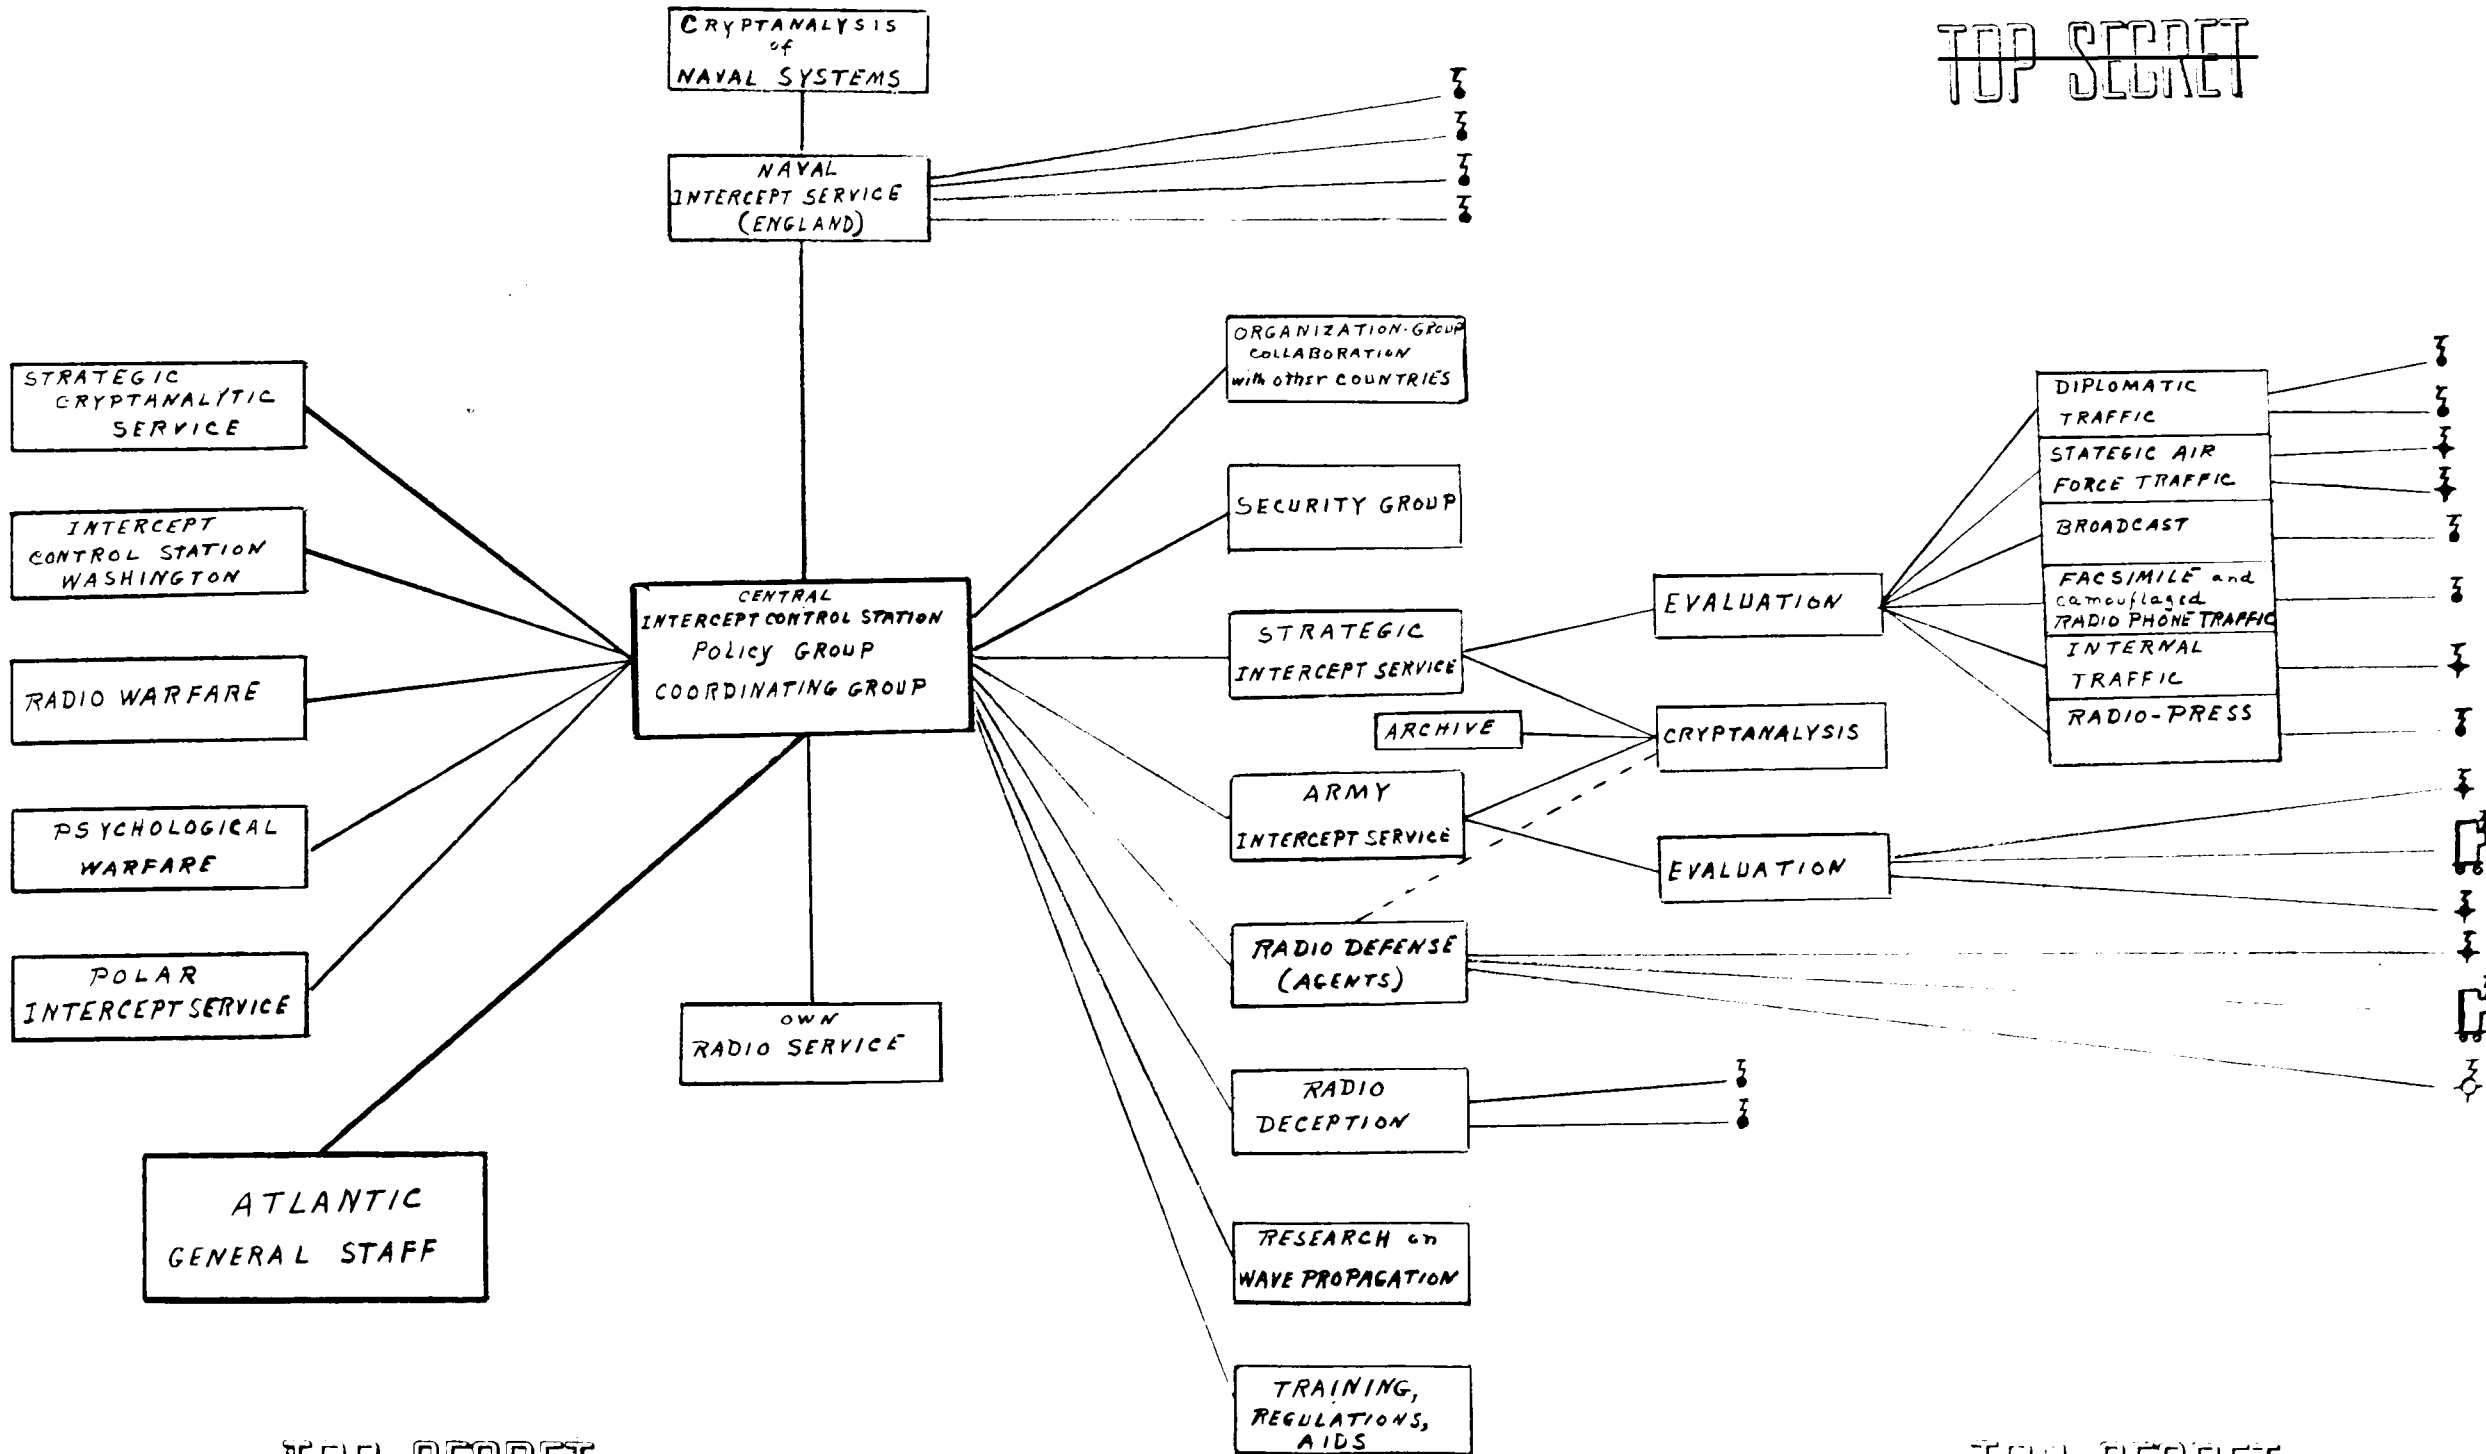 CRYPTANALYSIS
of
NAVAL SYSTEMS
TOP SECRET
NAVAL
INTERCEPT SERVICE
(ENGLAND)
STRATEGIC
CRYPTANALYTIC
SERVICE
INTERCEPT
CONTROL STATION
WASHINGTON
RADIO WARFARE
PSYCHOLOGICAL
WARFARE
POLAR
INTERCEPT SERVICE
CENTRAL
INTERCEPT CONTROL STATION
Policy GROUP
COORDINATING GROUP
OWN
RADIO SERVICE
ATLANTIC
GENERAL STAFF
ORGANIZATION-GROUP
COLLABORATION
with other COUNTRIES
SECURITY GROUP
STRATEGIC
INTERCEPT SERVICE
ARCHIVE
ARMY
INTERCEPT SERVICE
RADIO DEFENSE
(AGENTS)
RADIO
DECEPTION
RESEARCH on
WAVE PROPAGATION
TRAINING,
REGULATIONS,
AIDS
EVALUATION
CRYPTANALYSIS
EVALUATION
DIPLOMATIC
TRAFFIC
STATEGIC AIR
FORCE TRAFFIC
BROADCAST
FACSIMILE and
camouflaged
RADIO PHONE TRAFFIC
INTERNAL
TRAFFIC
RADIO-PRESS
TOP SECRET
TOP SECRET